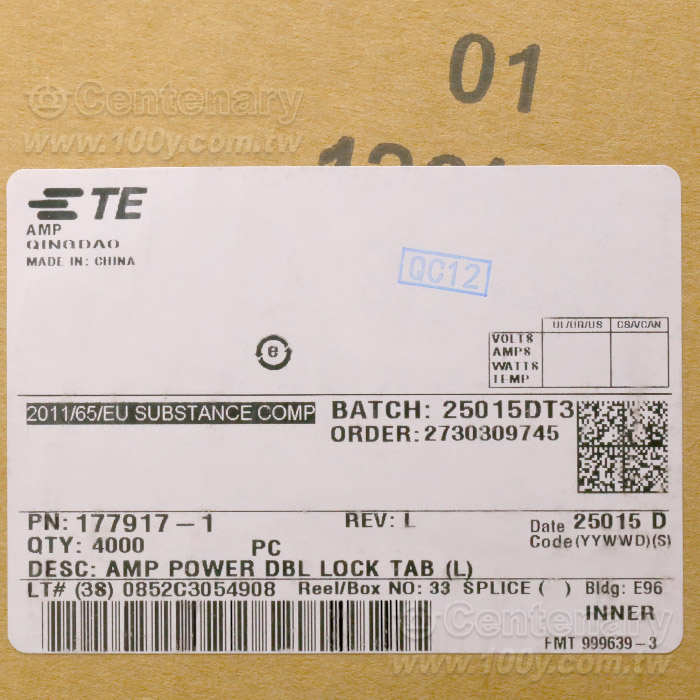 Centenary
www.100y.com.tw
01
TE
AMP
QINGDAO
MADE IN: CHINA
QC12
e
UL/UR/US CSA/CAN
VOLTS
AMPS
WATTS
TEMP
2011/65/EU SUBSTANCE COMP
BATCH: 25015DT3
ORDER: 2730309745
PN: 177917-1 REV: L Date 25015 D
QTY: 4000 PC Code (YYWWD)(S)
DESC: AMP POWER DBL LOCK TAB (L)
LT# (3S) 0852C3054908 Reel/Box NO: 33 SPLICE ( ) Bldg: E96
INNER
FMT 999639-3
Centenary
www.100y.com.tw